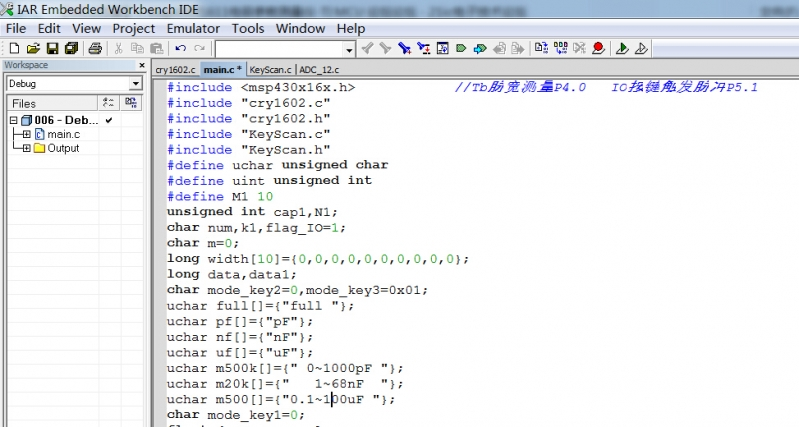 IAR Embedded Workbench IDE
File Edit View Project Emulator Tools Window Help
Workspace
Debug
Files
006 - Deb...
main.c
Output
cry1602.c main.c * KeyScan.c ADC_12.c
#include <msp430x16x.h> //Tb脉宽测量P4.0 IO按键触发脉冲P5.1
#include "cry1602.c"
#include "cry1602.h"
#include "KeyScan.c"
#include "KeyScan.h"
#define uchar unsigned char
#define uint unsigned int
#define M1 10
unsigned int cap1,N1;
char num,k1,flag_IO=1;
char m=0;
long width[10]={0,0,0,0,0,0,0,0,0,0};
long data,data1;
char mode_key2=0,mode_key3=0x01;
uchar full[]={"full "};
uchar pf[]={"pF"};
uchar nf[]={"nF"};
uchar uf[]={"uF"};
uchar m500k[]={" 0~1000pF "};
uchar m20k[]={"   1~68nF  "};
uchar m500[]={"0.1~100uF "};
char mode_key1=0;